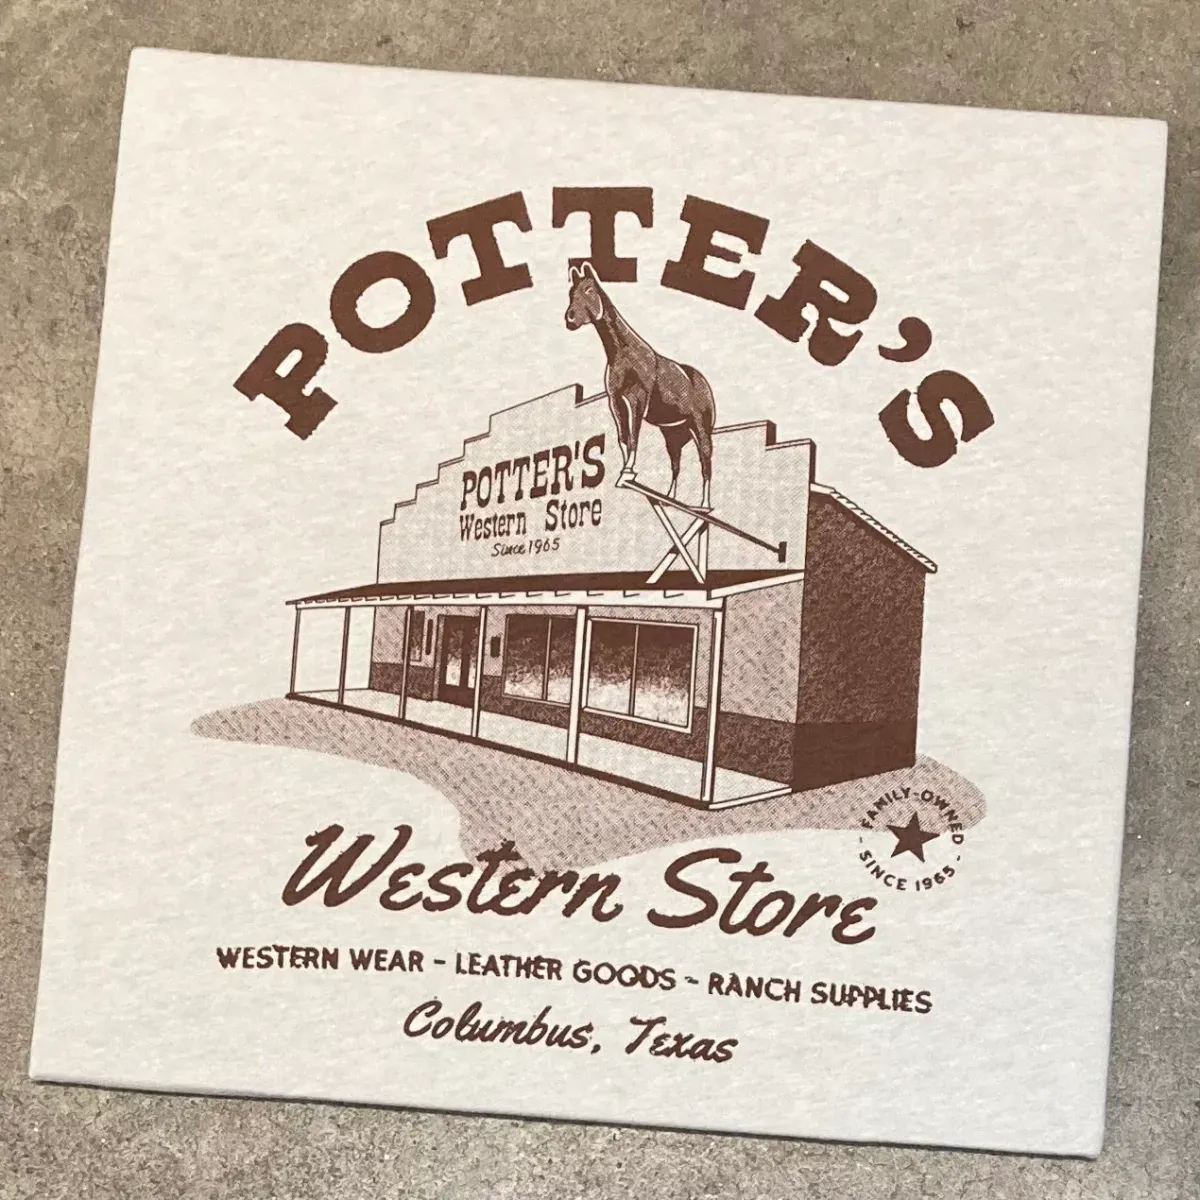 POTTER'S
POTTER'S
Western Store
Since 1965
FAMILY-OWNED
- SINCE 1965 -
Western Store
WESTERN WEAR - LEATHER GOODS - RANCH SUPPLIES
Columbus, Texas